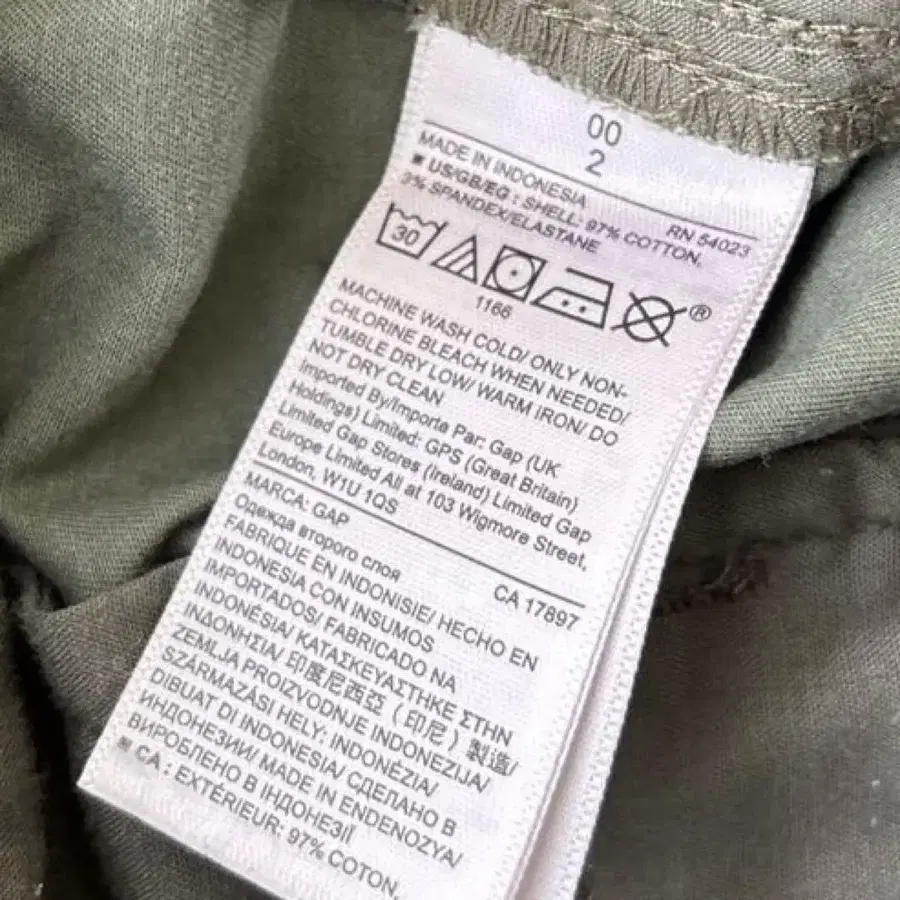 00
2
MADE IN INDONESIA
RN 54023
■ US/GB/EG : SHELL: 97% COTTON,
2% SPANDEX/ELASTANE
30
®
1166
MACHINE WASH COLD/ ONLY NON-
CHLORINE BLEACH WHEN NEEDED/
TUMBLE DRY LOW/ WARM IRON/ DO
NOT DRY CLEAN
Imported By/Importe Par: Gap (UK
Holdings) Limited: GPS (Great Britain)
Limited Gap Stores (Ireland) Limited Gap
Europe Limited All at 103 Wigmore Street,
London, W1U 1QS
MARCA: GAP
CA 17897
Одежда второго слоя
FABRIQUE EN INDONISIE/ HECHO EN
INDONESIA CON INSUMOS
IMPORTADOS/ FABRICADO NA
INDONÉSIA/ ΚΑΤΑΣΚΕΥΑΣΤΗΚΕ ΣΤΗΝ
ΙΝΔΟΝΗΣΙΑ/ 印度尼西亞（印尼）製造/
ZEMLJA PROIZVODNJE INDONEZIJA/
SZÁRMAZÁSI HELY: INDONÉZIA/
DIBUAT DI INDONESIA/ СДЕЛАНО В
ИНДОНЕЗИИ/ MADE IN ENDONEZYA/
ВИРОБЛЕНО В ІНДОНЕЗІЇ
■ CA : EXTÉRIEUR: 97% COTON,